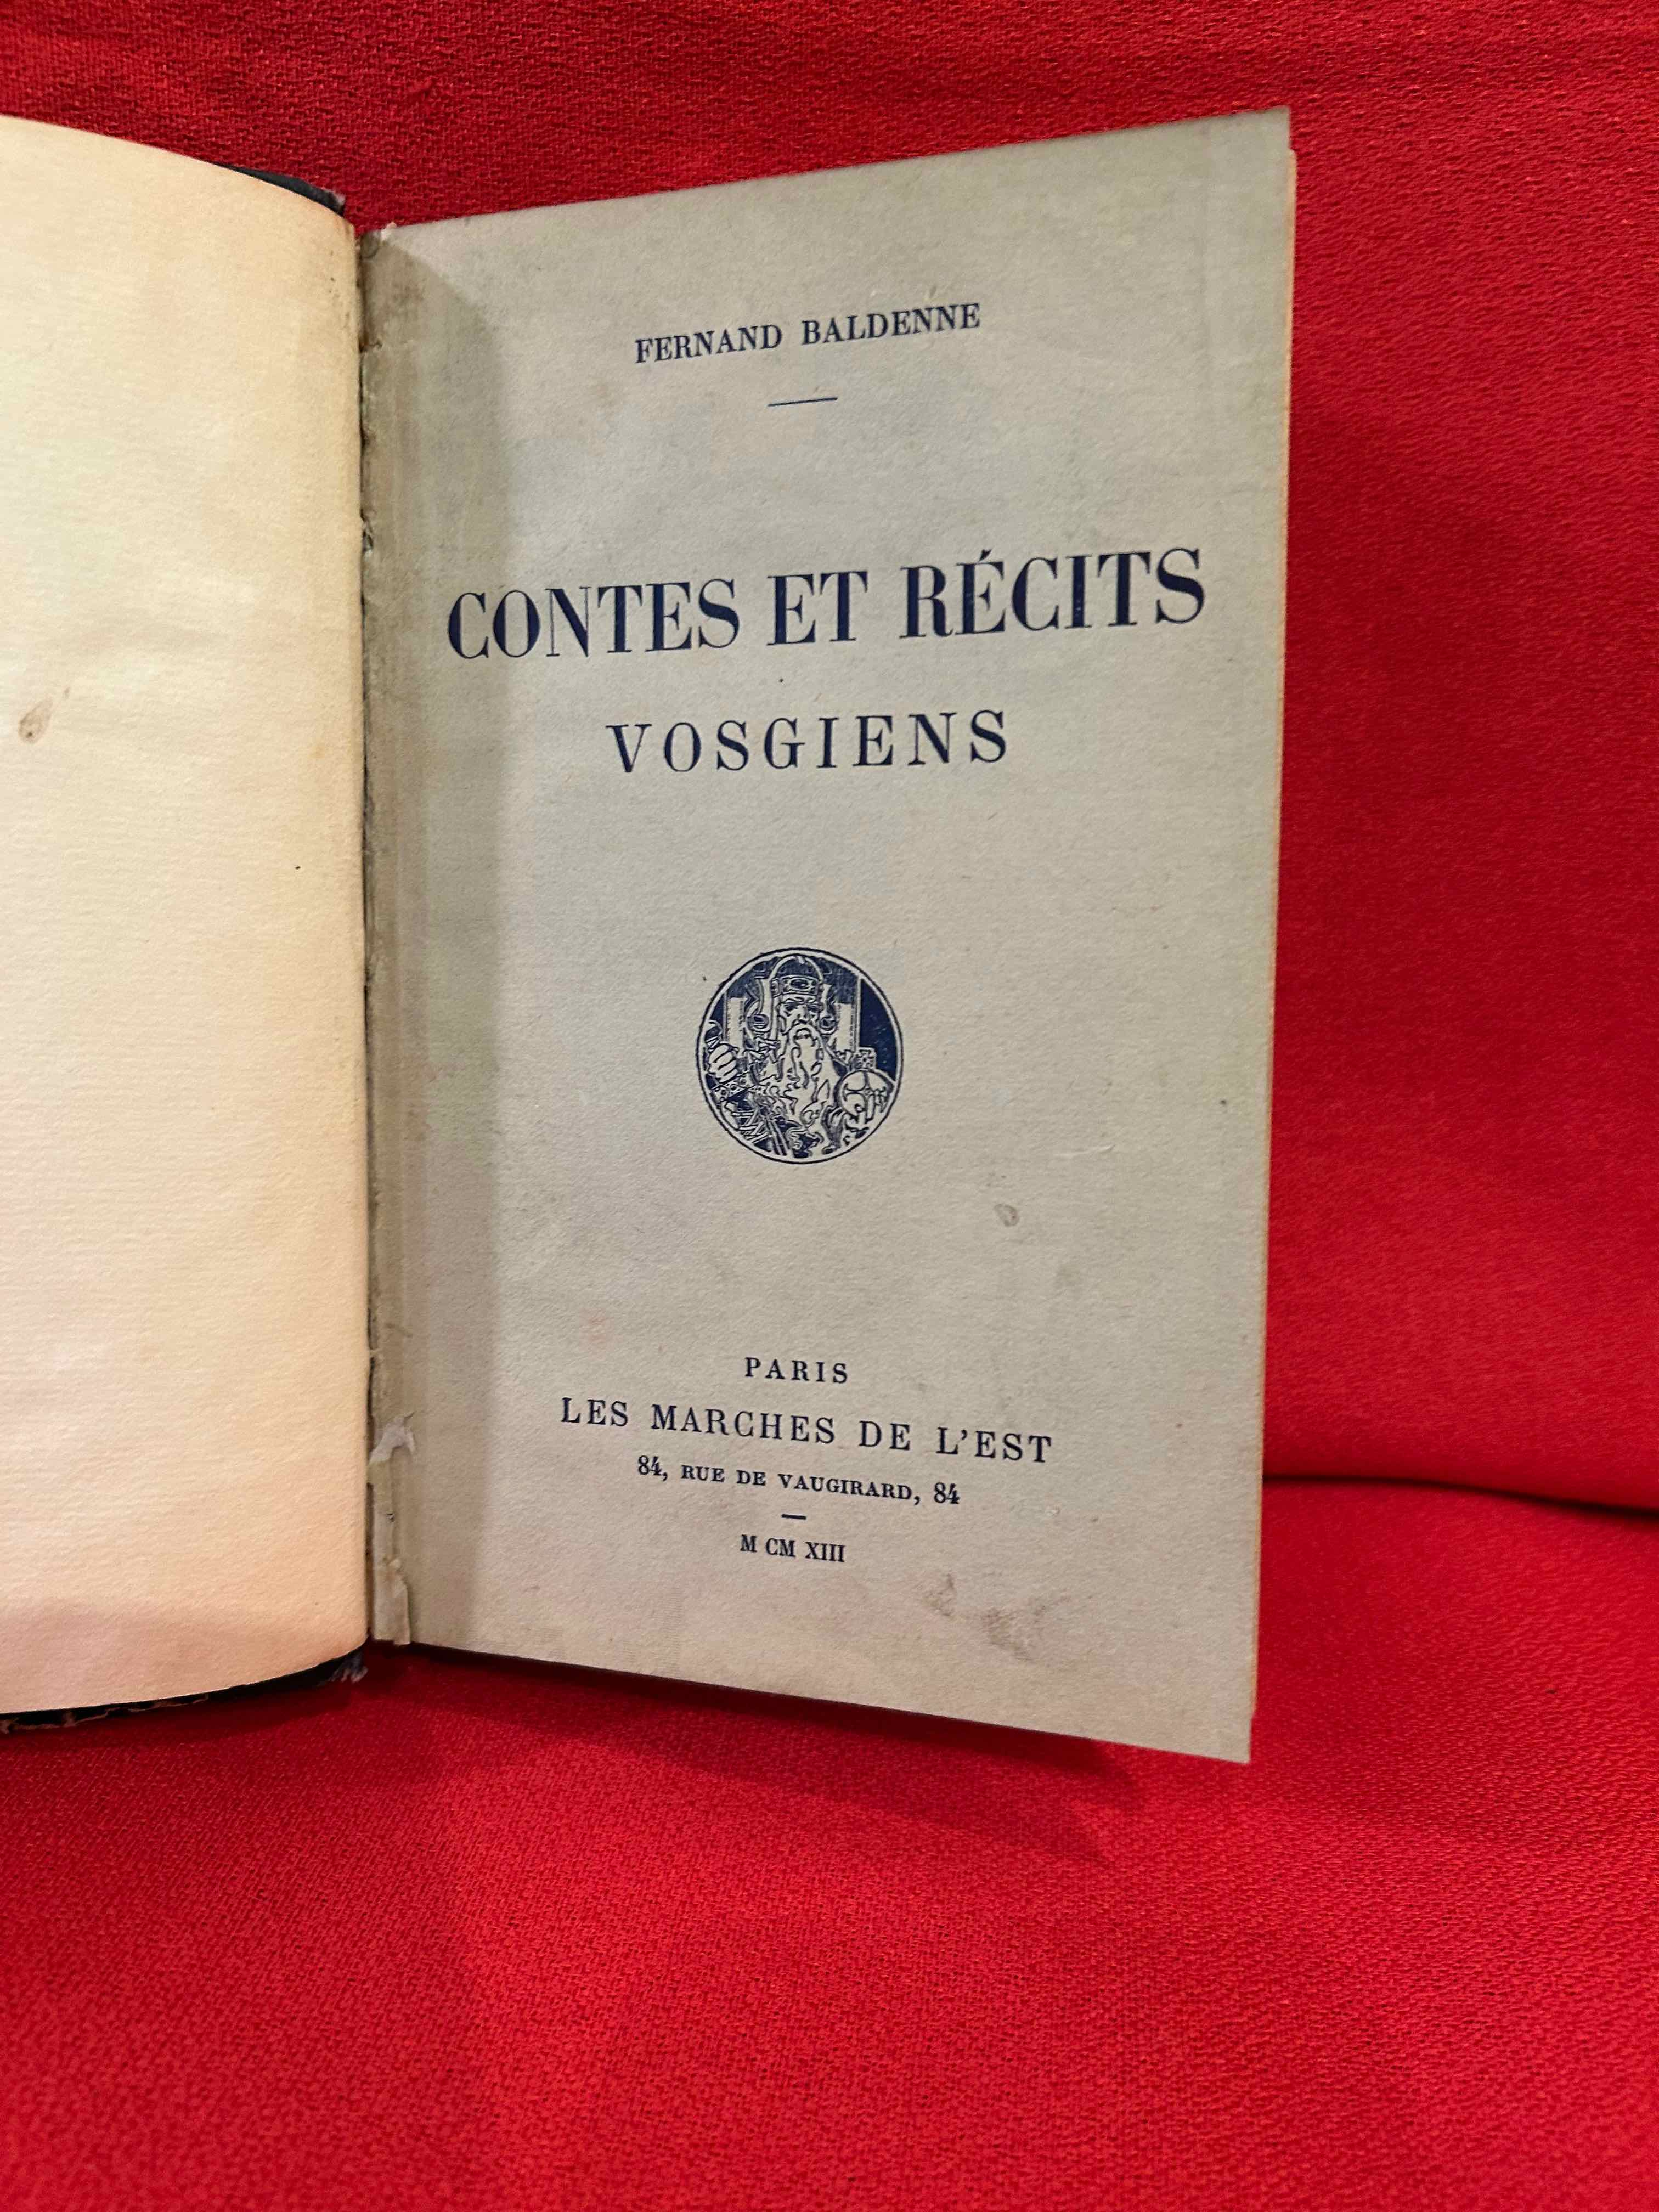 FERNAND BALDENNE
CONTES ET RÉCITS
VOSGIENS
PARIS
LES MARCHES DE L'EST
84, RUE DE VAUGIRARD, 84
M CM XIII